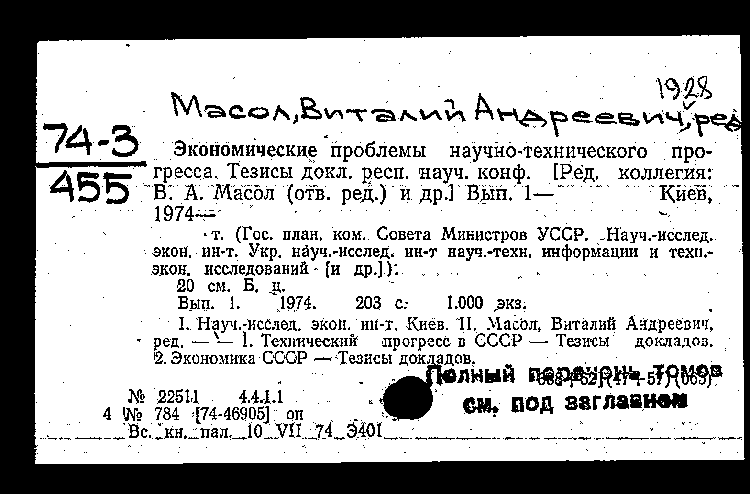 1928
Масол, Виталий Андреевич, ред
74-3
455
Экономические проблемы научно-технического про-
гресса. Тезисы докл. респ. науч. конф. [Ред. коллегия:
В. А. Масол (отв. ред.) и др.] Вып. 1— Киев,
1974—
т. (Гос. план. ком. Совета Министров УССР. Науч.-исслед.
экон. ин-т. Укр. науч.-исслед. ин-т науч.-техн. информации и техн.-
экон. исследований [и др.]).
20 см. Б. ц.
Вып. 1. 1974. 203 с. 1.000 экз.
I. Науч.-исслед. экон. ин-т. Киев. II. Масол, Виталий Андреевич,
ред. — — 1. Технический прогресс в СССР — Тезисы докладов.
2. Экономика СССР — Тезисы докладов.
Полный перечень томов
см. под заглавием
№ 22511 4.4.1.1
4 № 784 [74-46905] оп
Вс. кн. пал. 10 VII 74 Э401